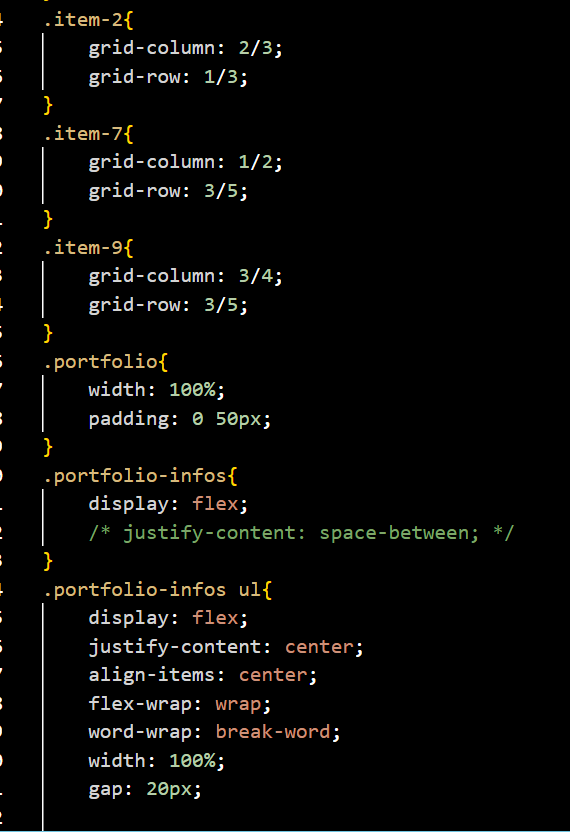 .item-2{
grid-column: 2/3;
grid-row: 1/3;
}
.item-7{
grid-column: 1/2;
grid-row: 3/5;
}
.item-9{
grid-column: 3/4;
grid-row: 3/5;
}
.portfolio{
width: 100%;
padding: 0 50px;
}
.portfolio-infos{
display: flex;
/* justify-content: space-between; */
}
.portfolio-infos ul{
display: flex;
justify-content: center;
align-items: center;
flex-wrap: wrap;
word-wrap: break-word;
width: 100%;
gap: 20px;